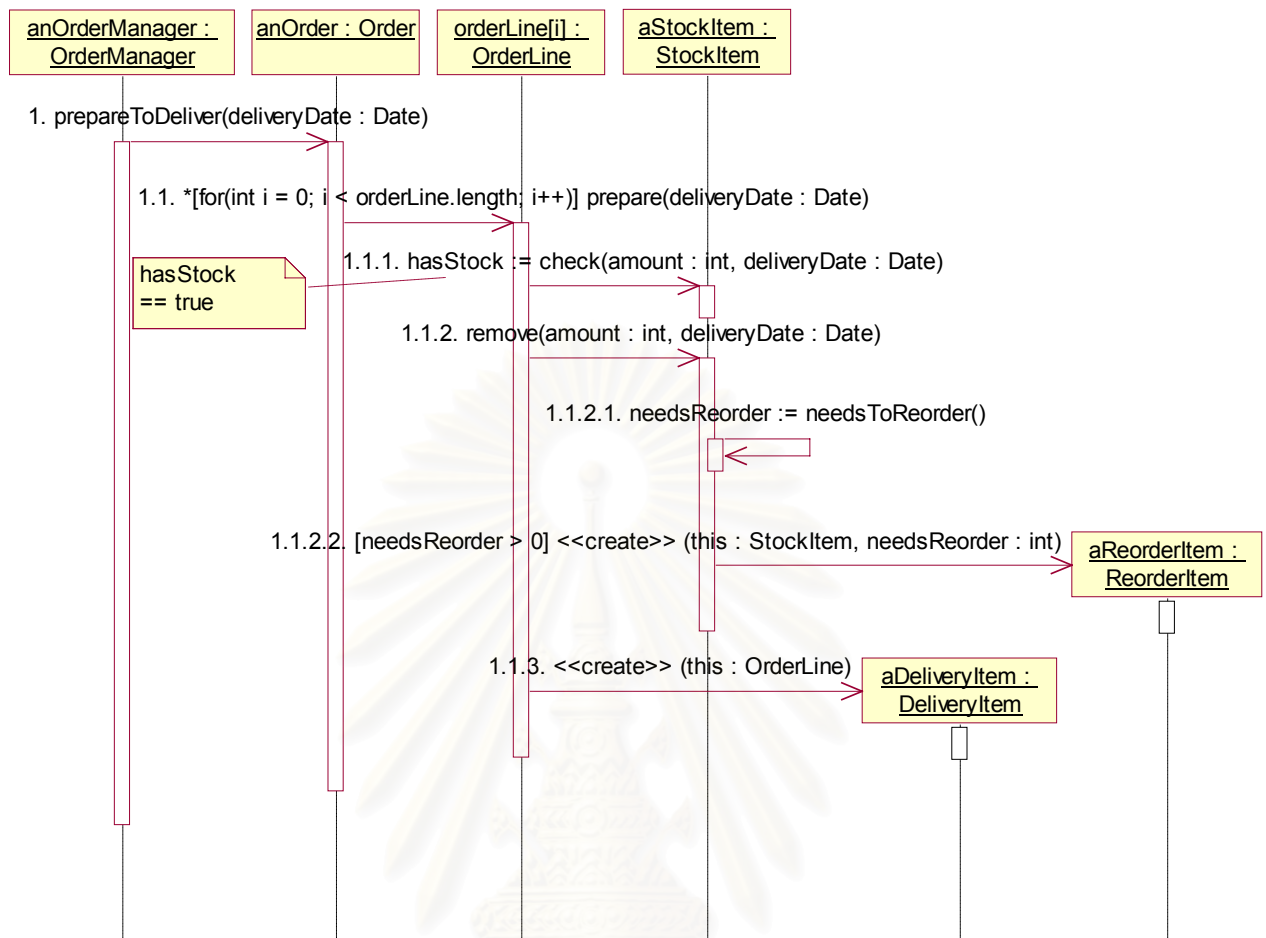 anOrderManager :
OrderManager
anOrder : Order
orderLine[i] :
OrderLine
aStockItem :
StockItem
1. prepareToDeliver(deliveryDate : Date)
1.1. *[for(int i = 0; i < orderLine.length; i++)] prepare(deliveryDate : Date)
hasStock
== true
1.1.1. hasStock := check(amount : int, deliveryDate : Date)
1.1.2. remove(amount : int, deliveryDate : Date)
1.1.2.1. needsReorder := needsToReorder()
1.1.2.2. [needsReorder > 0] <<create>> (this : StockItem, needsReorder : int)
aReorderItem :
ReorderItem
1.1.3. <<create>> (this : OrderLine)
aDeliveryItem :
DeliveryItem